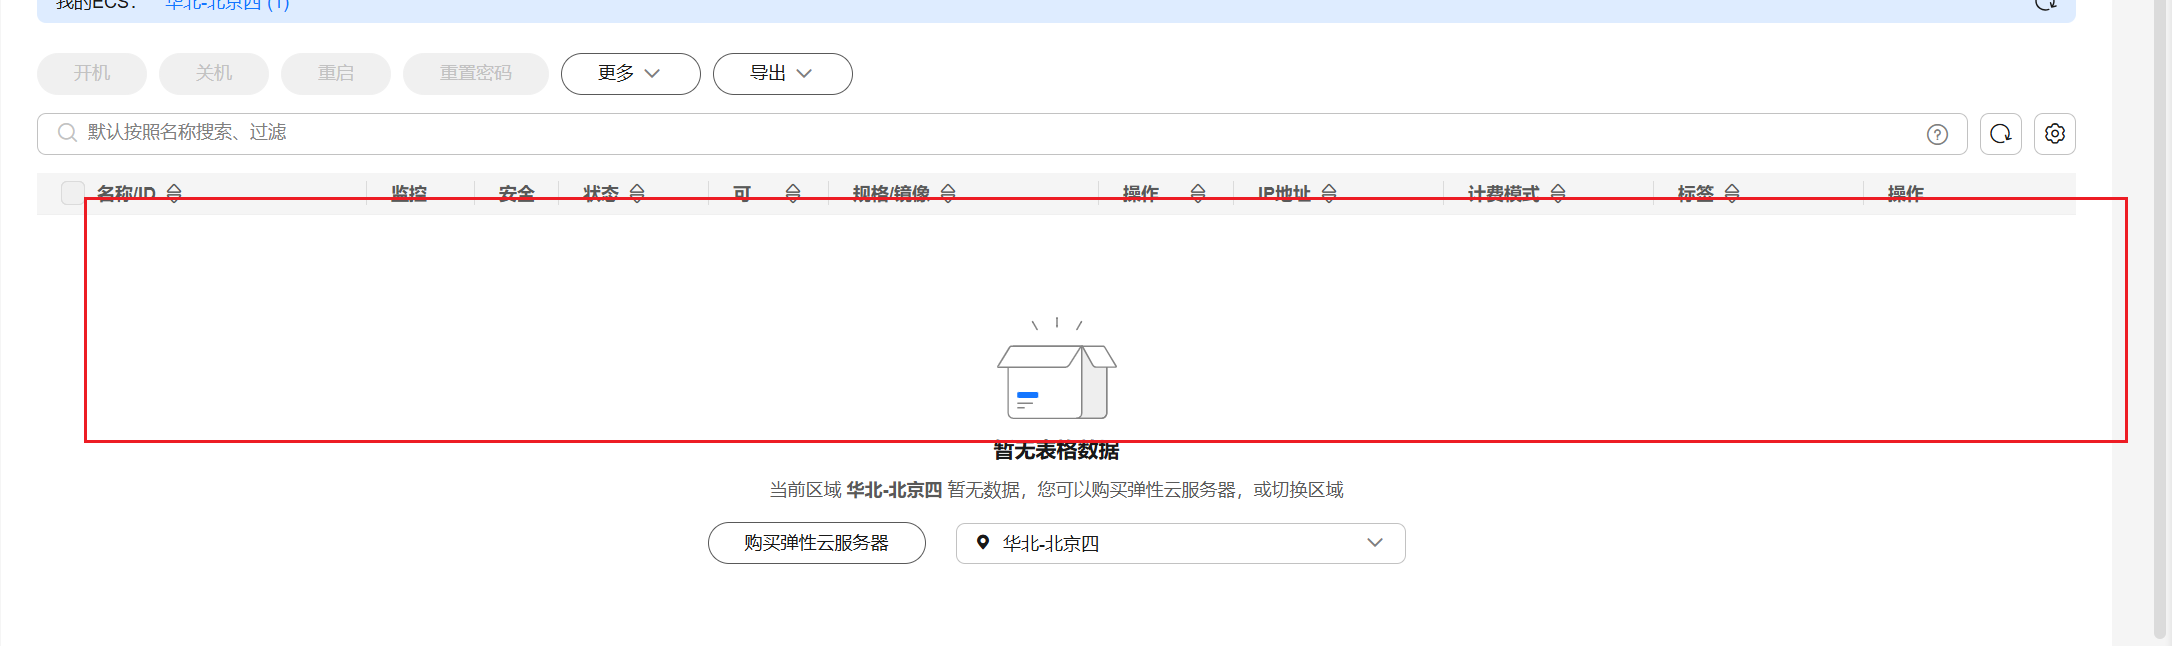 我的ECS： 华北-北京四 (1)
开机 关机 重启 重置密码 更多 导出
默认按照名称搜索、过滤
名称/ID 监控 安全 状态 可 规格/镜像 操作 IP地址 计费模式 标签 操作
暂无表格数据
当前区域 华北-北京四 暂无数据，您可以购买弹性云服务器，或切换区域
购买弹性云服务器 华北-北京四